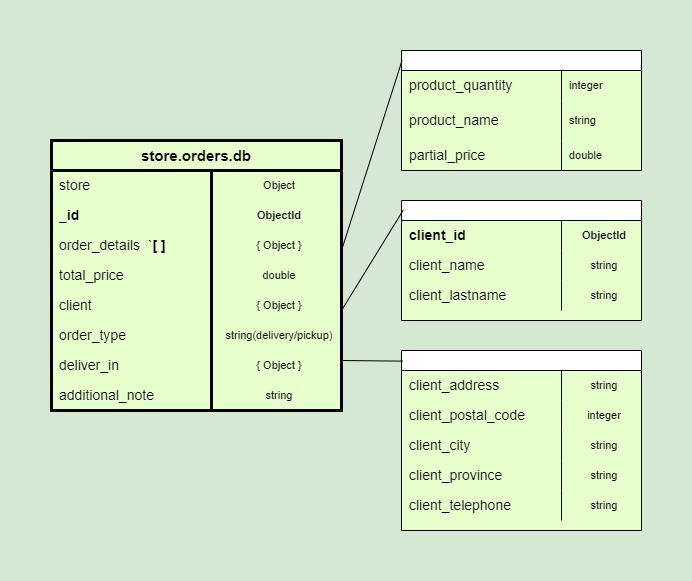 store.orders.db
store Object
_id ObjectId
order_details `[ ] { Object }
total_price double
client { Object }
order_type string(delivery/pickup)
deliver_in { Object }
additional_note string
product_quantity integer
product_name string
partial_price double
client_id ObjectId
client_name string
client_lastname string
client_address string
client_postal_code integer
client_city string
client_province string
client_telephone string